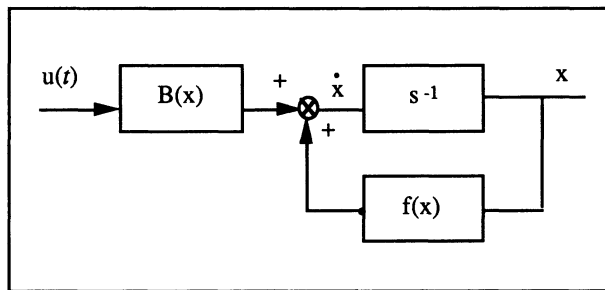 u(t)
B(x)
+
ẋ
s⁻¹
x
+
f(x)